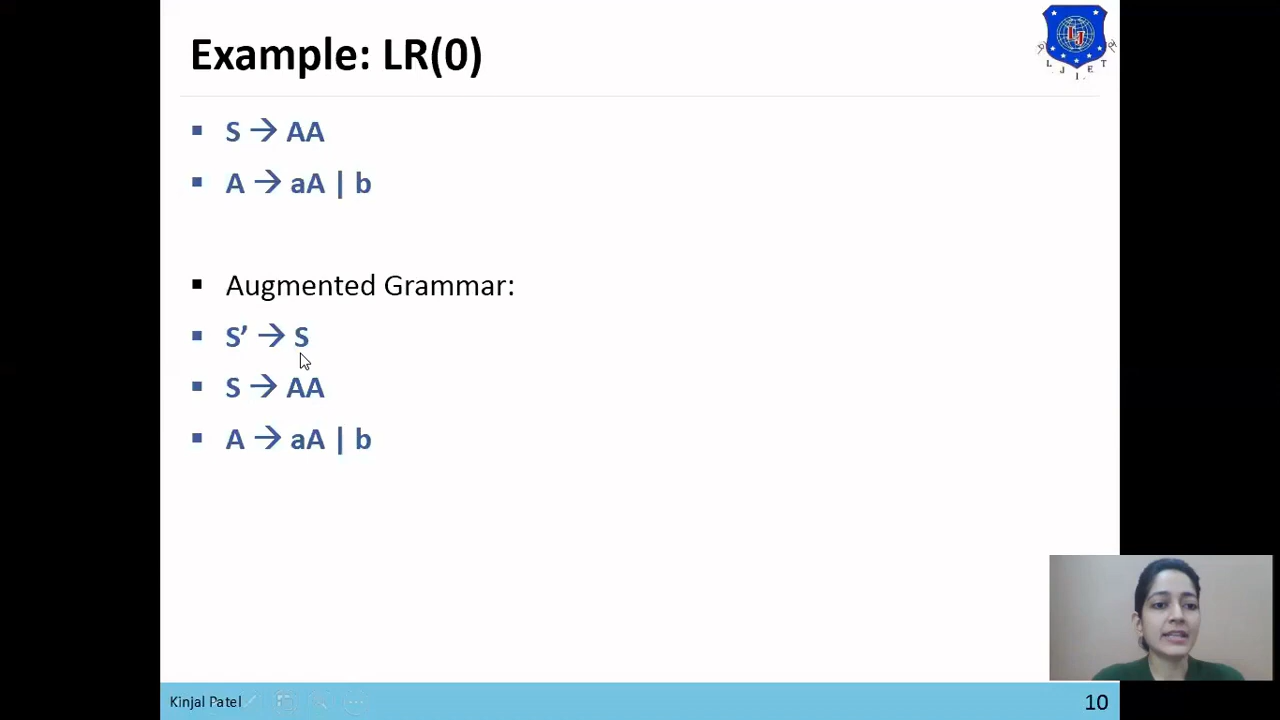 Example: LR(0)
S → AA
A → aA | b
Augmented Grammar:
S’ → S
S → AA
A → aA | b
L J I E T
Kinjal Patel
10